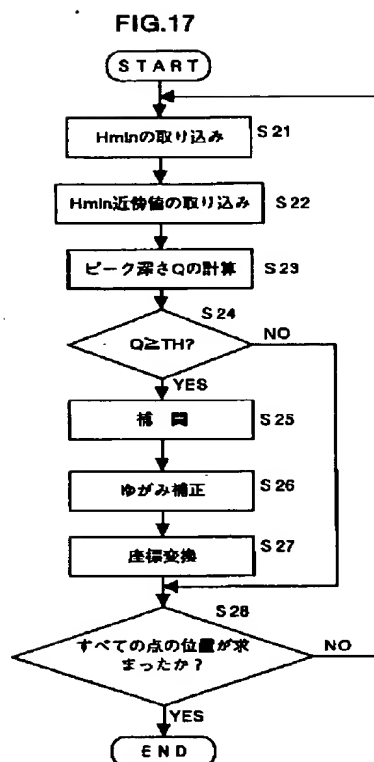 FIG.17
START
Hminの取り込み
S21
Hmin近傍値の取り込み
S22
ピーク深さQの計算
S23
S24
Q≧TH?
NO
YES
補間
S25
ゆがみ補正
S26
座標変換
S27
S28
すべての点の位置が求
まったか?
NO
YES
END